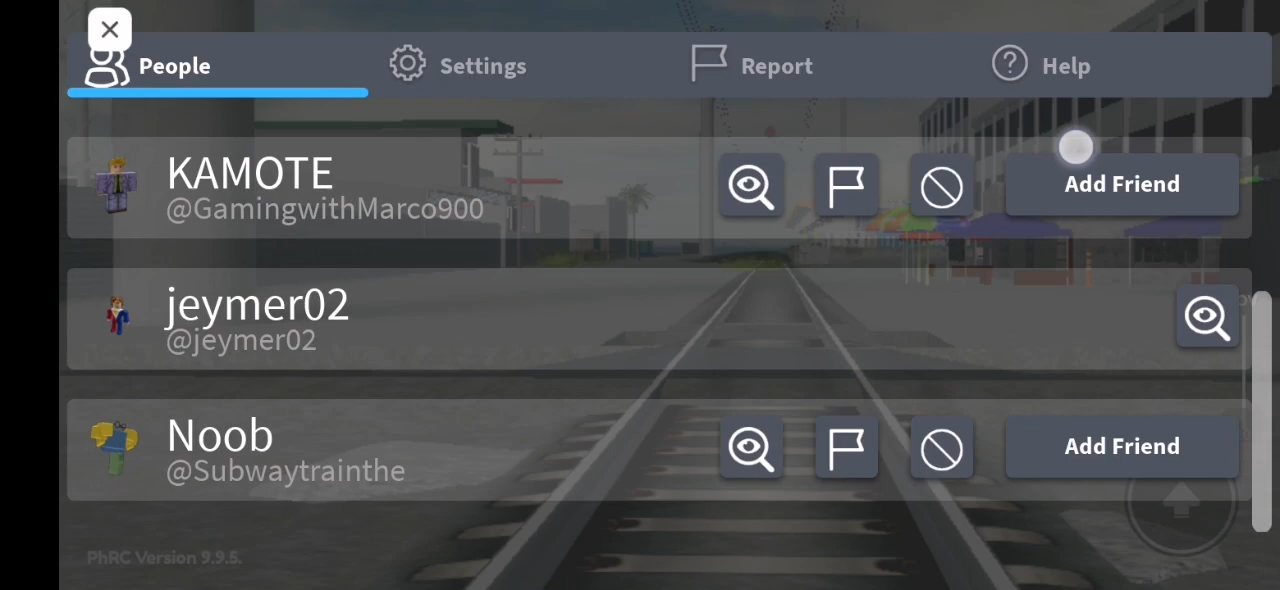 People
Settings
Report
Help
KAMOTE
@GamingwithMarco900
Add Friend
jeymer02
@jeymer02
Noob
@Subwaytrainthe
Add Friend
PhRC Version 9.9.5.